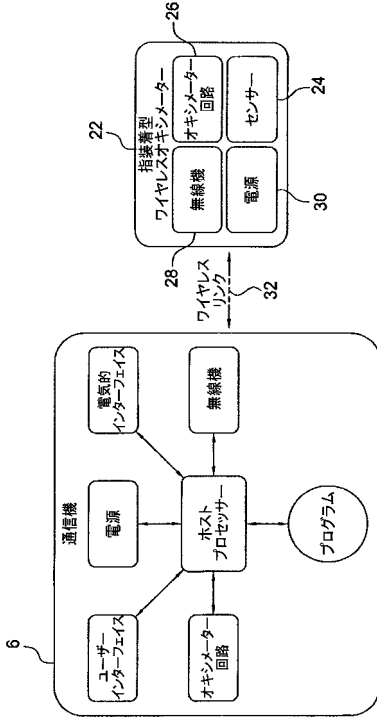 6
通信機
ユーザー
インターフェイス
電源
電気的
インターフェイス
ホスト
プロセッサー
オキシメーター
回路
無線機
プログラム
ワイヤレス
リンク
32
22
指装着型
ワイヤレスオキシメーター
28
無線機
オキシメーター
回路
26
電源
30
センサー
24